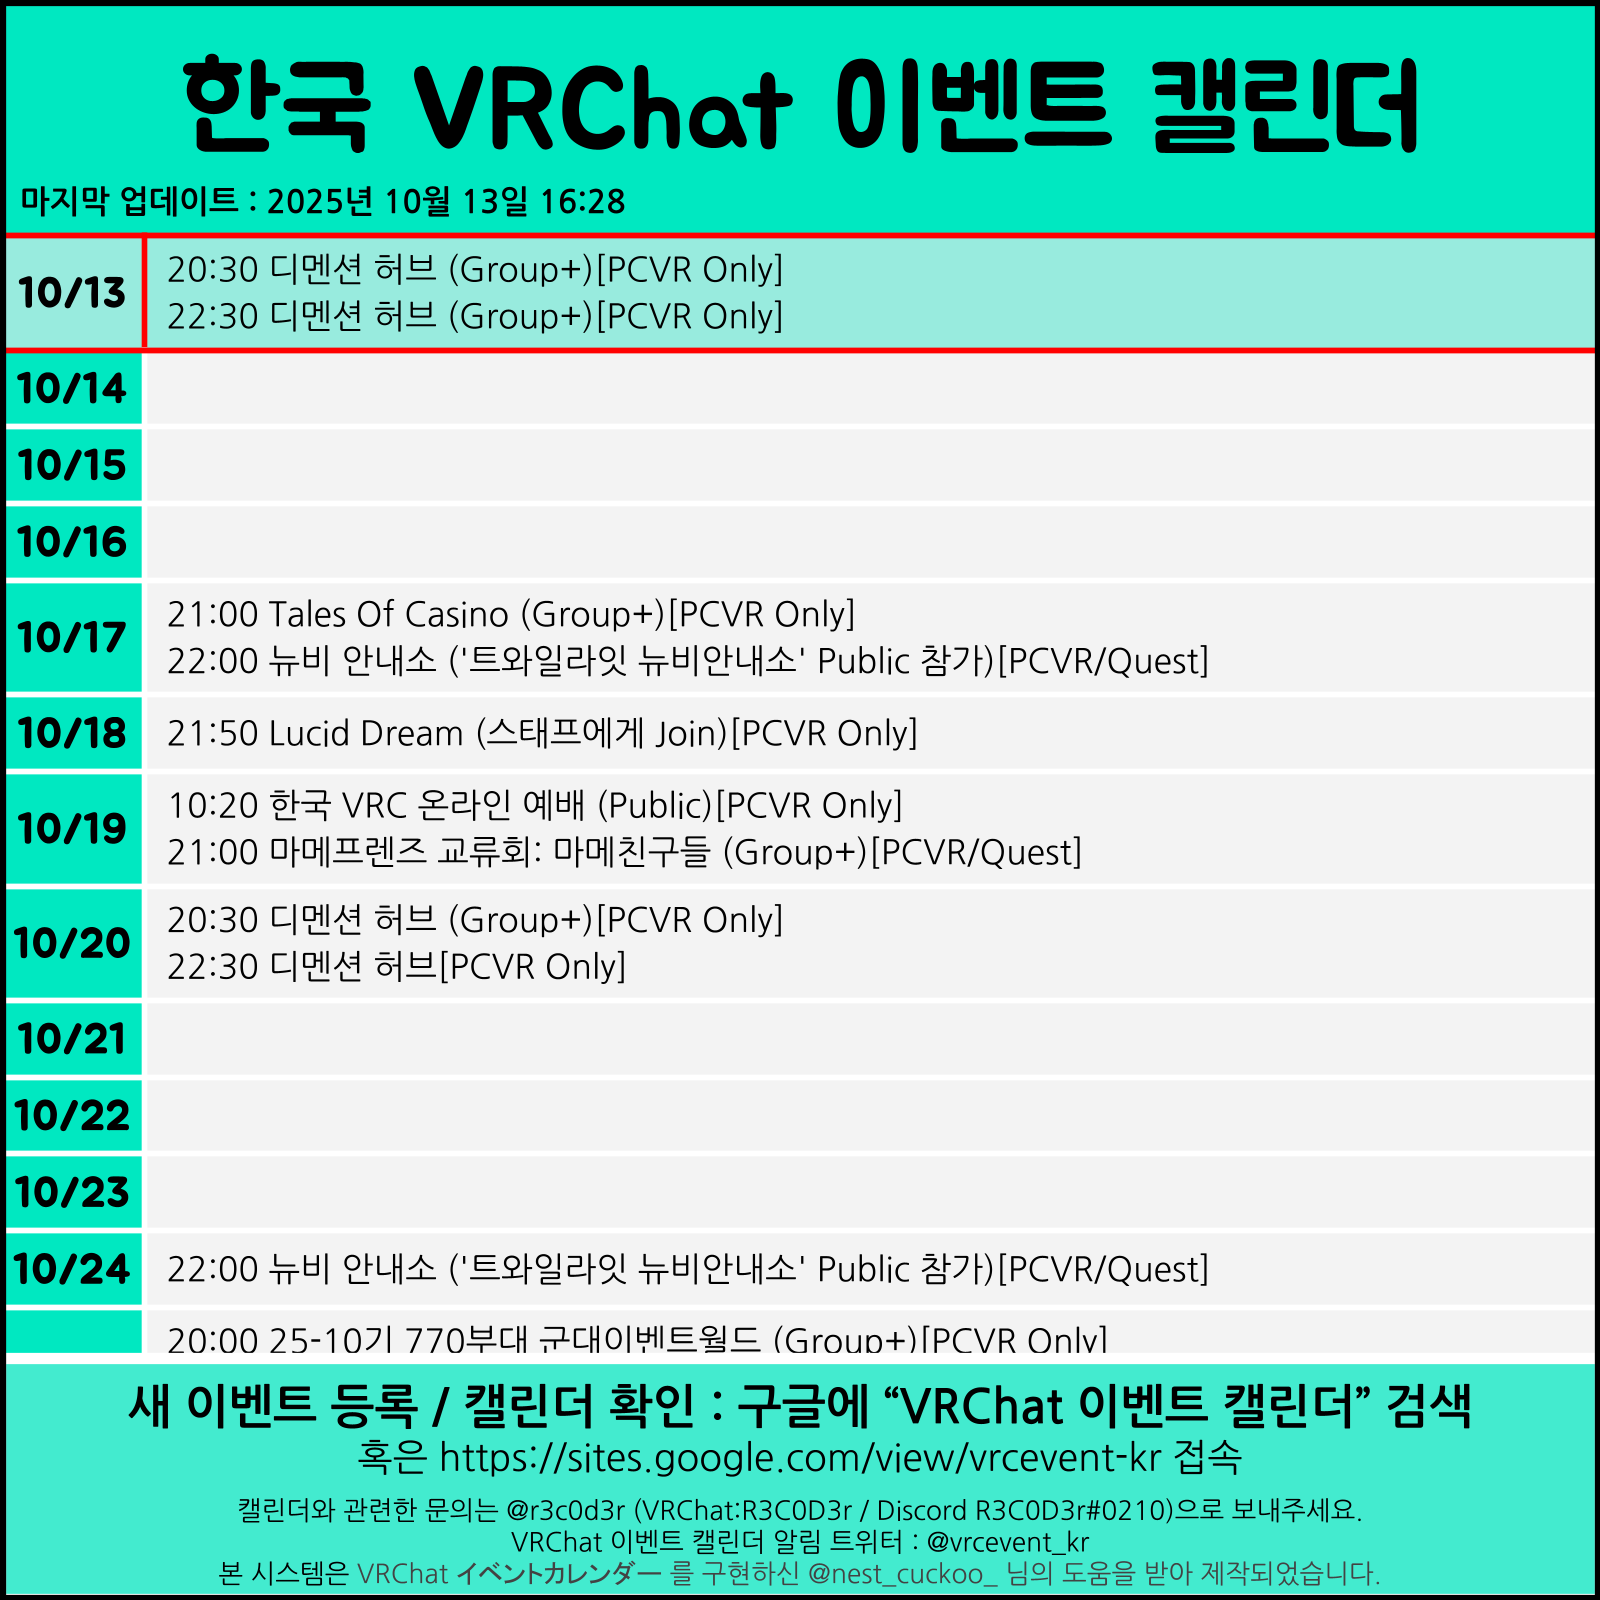 한국 VRChat 이벤트 캘린더
마지막 업데이트 : 2025년 10월 13일 16:28
10/13
20:30 디멘션 허브 (Group+)[PCVR Only]
22:30 디멘션 허브 (Group+)[PCVR Only]
10/14
10/15
10/16
10/17
21:00 Tales Of Casino (Group+)[PCVR Only]
22:00 뉴비 안내소 ('트와일라잇 뉴비안내소' Public 참가)[PCVR/Quest]
10/18
21:50 Lucid Dream (스태프에게 Join)[PCVR Only]
10/19
10:20 한국 VRC 온라인 예배 (Public)[PCVR Only]
21:00 마메프렌즈 교류회: 마메친구들 (Group+)[PCVR/Quest]
10/20
20:30 디멘션 허브 (Group+)[PCVR Only]
22:30 디멘션 허브[PCVR Only]
10/21
10/22
10/23
10/24
22:00 뉴비 안내소 ('트와일라잇 뉴비안내소' Public 참가)[PCVR/Quest]
20:00 25-10기 770부대 군대이벤트월드 (Group+)[PCVR Only]
새 이벤트 등록 / 캘린더 확인 : 구글에 “VRChat 이벤트 캘린더” 검색
혹은 https://sites.google.com/view/vrcevent-kr 접속
캘린더와 관련한 문의는 @r3c0d3r (VRChat:R3C0D3r / Discord R3C0D3r#0210)으로 보내주세요.
VRChat 이벤트 캘린더 알림 트위터 : @vrcevent_kr
본 시스템은 VRChat イベントカレンダー 를 구현하신 @nest_cuckoo_ 님의 도움을 받아 제작되었습니다.